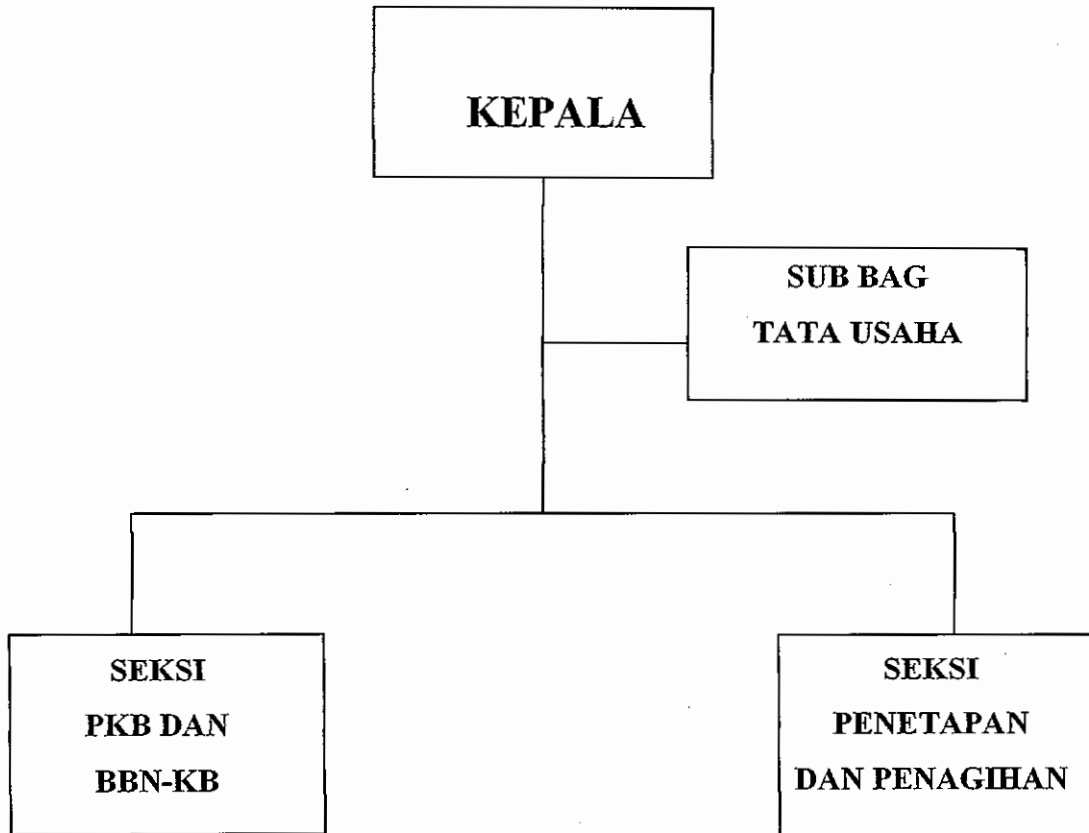 KEPALA
SUB BAG
TATA USAHA
SEKSI
PKB DAN
BBN-KB
SEKSI
PENETAPAN
DAN PENAGIHAN